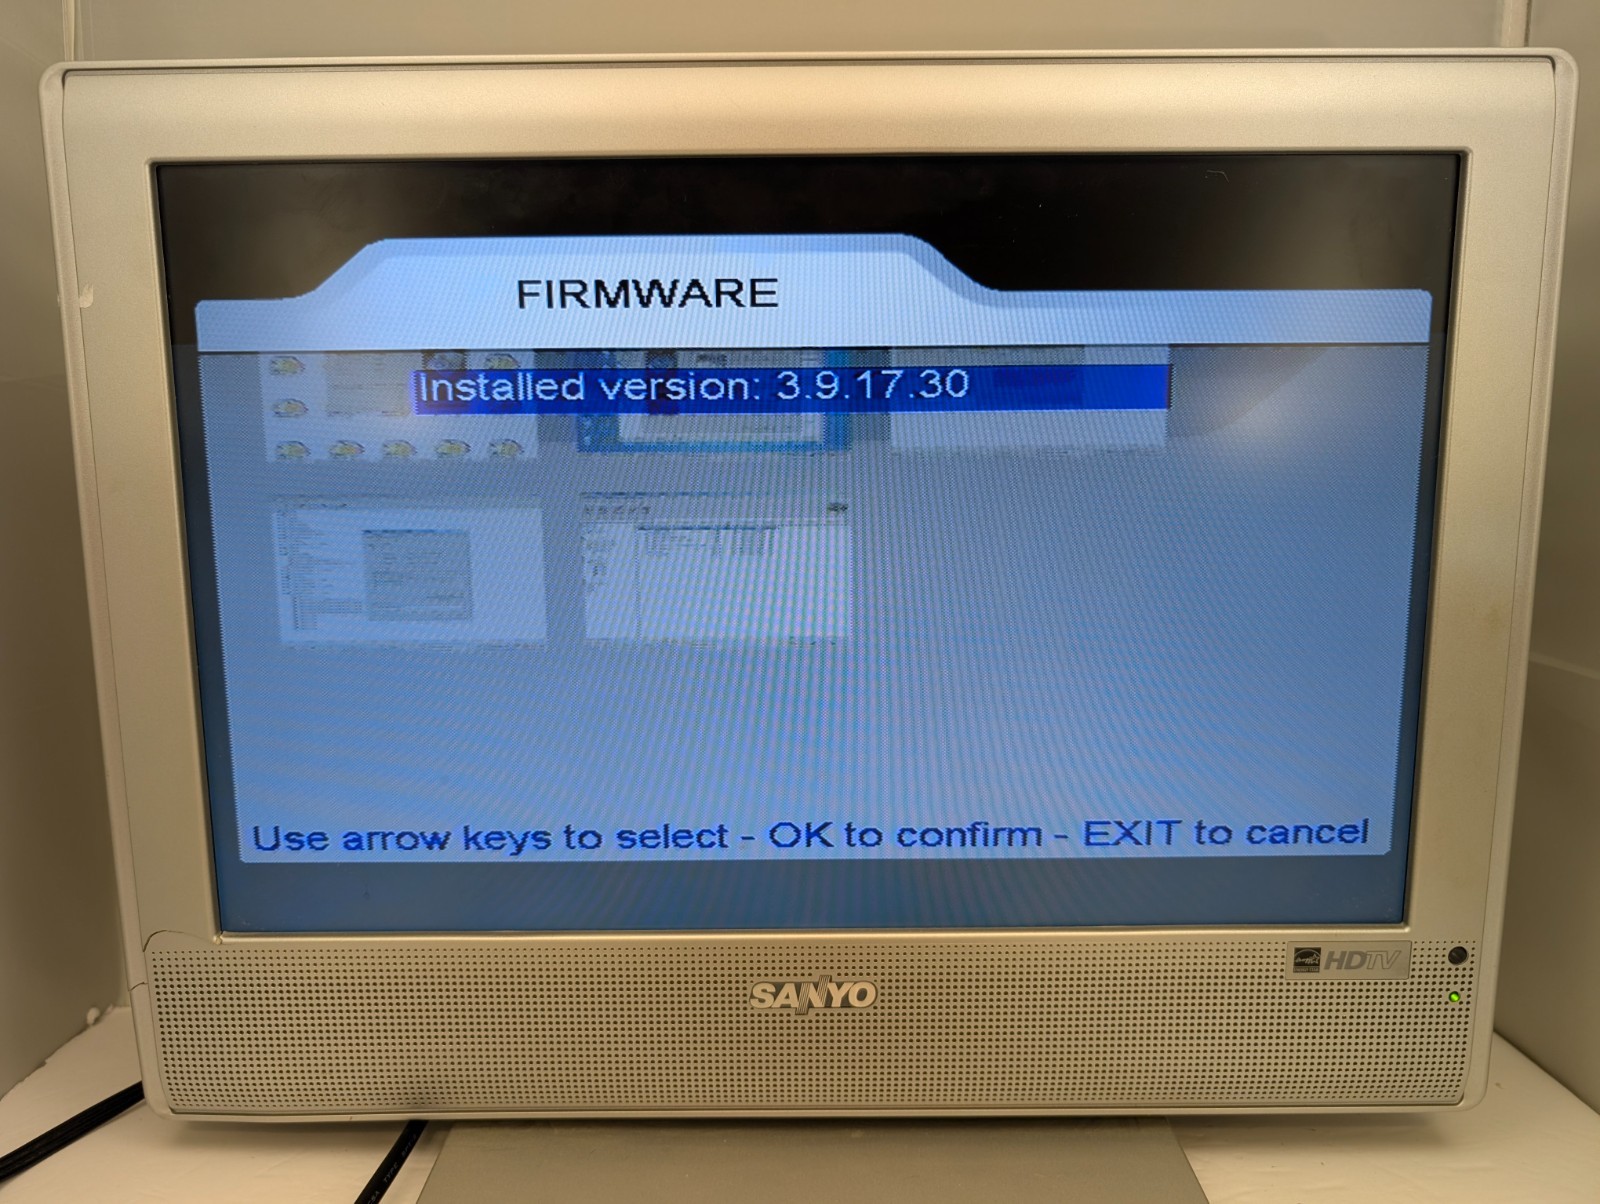 FIRMWARE
Installed version: 3.9.17.30
Use arrow keys to select - OK to confirm - EXIT to cancel
HDTV
SANYO